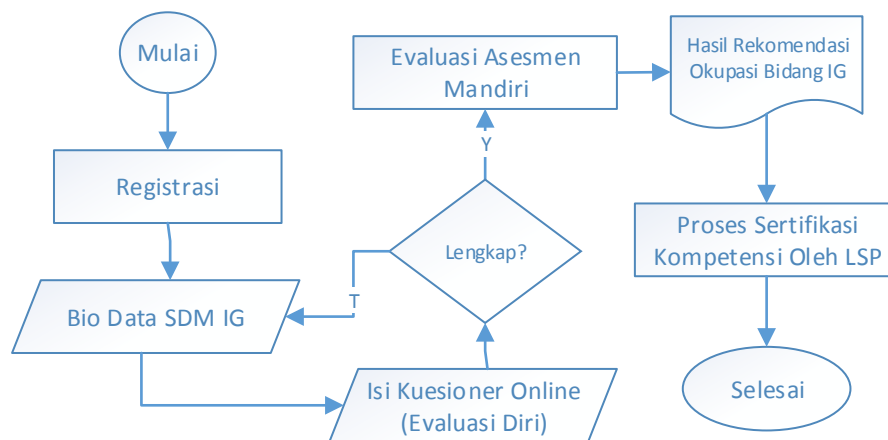 Mulai
Registrasi
Bio Data SDM IG
Isi Kuesioner Online
(Evaluasi Diri)
Lengkap?
T
Y
Evaluasi Asesmen
Mandiri
Hasil Rekomendasi
Okupasi Bidang IG
Proses Sertifikasi
Kompetensi Oleh LSP
Selesai